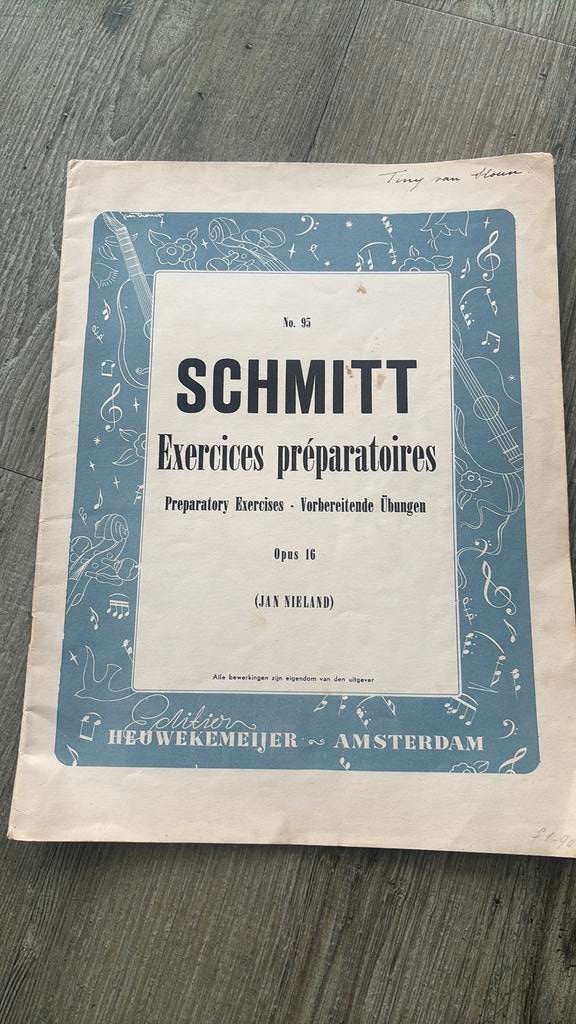 Tiny van
No. 95
SCHMITT
Exercices préparatoires
Preparatory Exercises - Vorbereitende Übungen
Opus 16
(JAN NIELAND)
Alle bewerkingen zijn eigendom van den uitgever
Edition
HEUWEKEMEIJER ~ AMSTERDAM